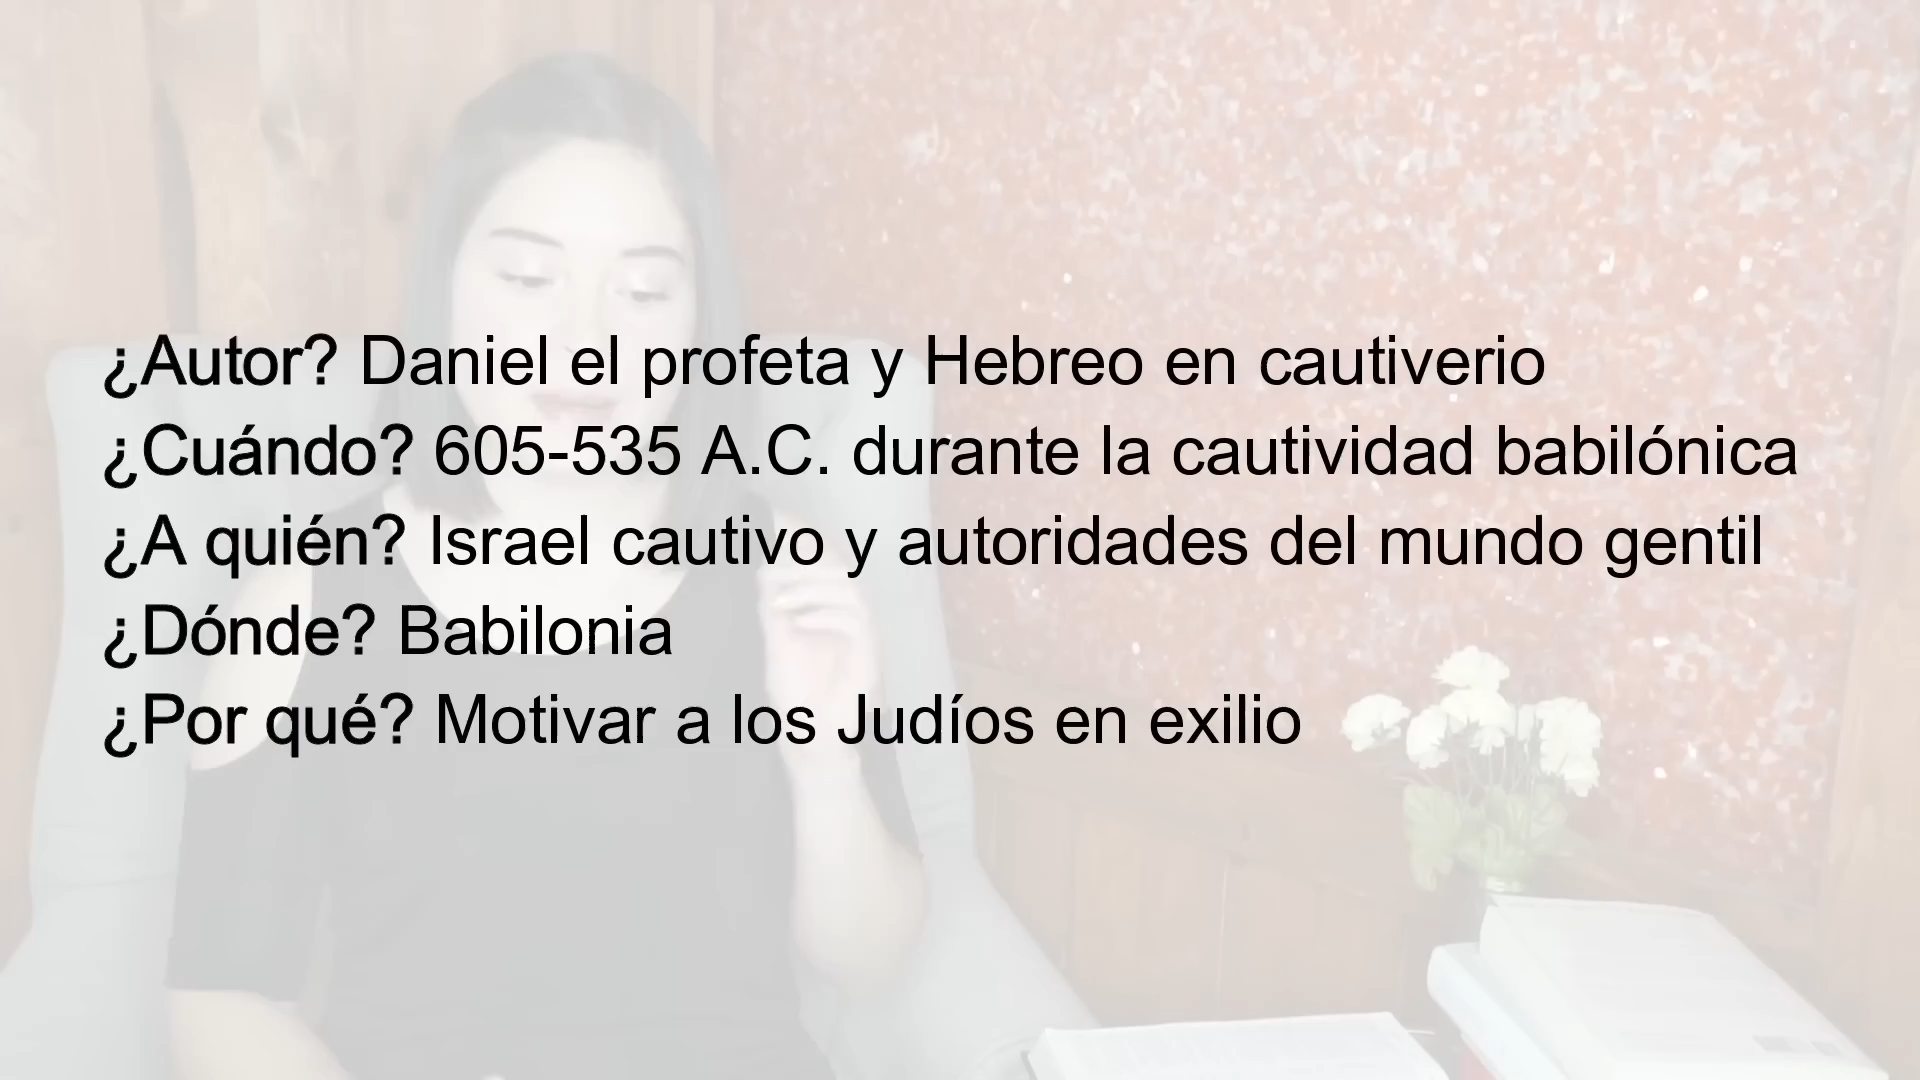 ¿Autor? Daniel el profeta y Hebreo en cautiverio
¿Cuándo? 605-535 A.C. durante la cautividad babilónica
¿A quién? Israel cautivo y autoridades del mundo gentil
¿Dónde? Babilonia
¿Por qué? Motivar a los Judíos en exilio